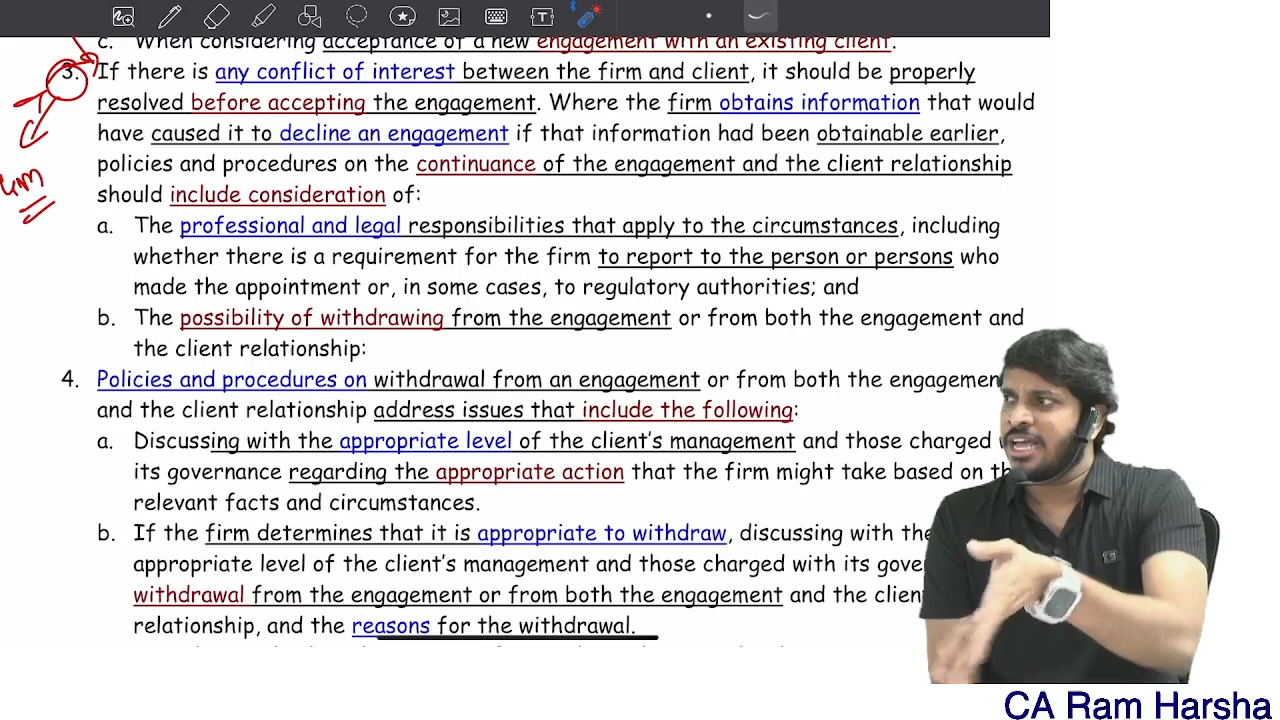 c. When considering acceptance of a new engagement with an existing client.
3. If there is any conflict of interest between the firm and client, it should be properly
resolved before accepting the engagement. Where the firm obtains information that would
have caused it to decline an engagement if that information had been obtainable earlier,
policies and procedures on the continuance of the engagement and the client relationship
should include consideration of:
a. The professional and legal responsibilities that apply to the circumstances, including
whether there is a requirement for the firm to report to the person or persons who
made the appointment or, in some cases, to regulatory authorities; and
b. The possibility of withdrawing from the engagement or from both the engagement and
the client relationship:
4. Policies and procedures on withdrawal from an engagement or from both the
and the client relationship address issues that include the following:
a. Discussing with the appropriate level of the client's management and those charged
its governance regarding the appropriate action that the firm might take based on
relevant facts and circumstances.
b. If the firm determines that it is appropriate to withdraw, discussing with
appropriate level of the client's management and those charged with its
withdrawal from the engagement or from both the engagement and the
relationship, and the reasons for the withdrawal.
CA Ram Harsha